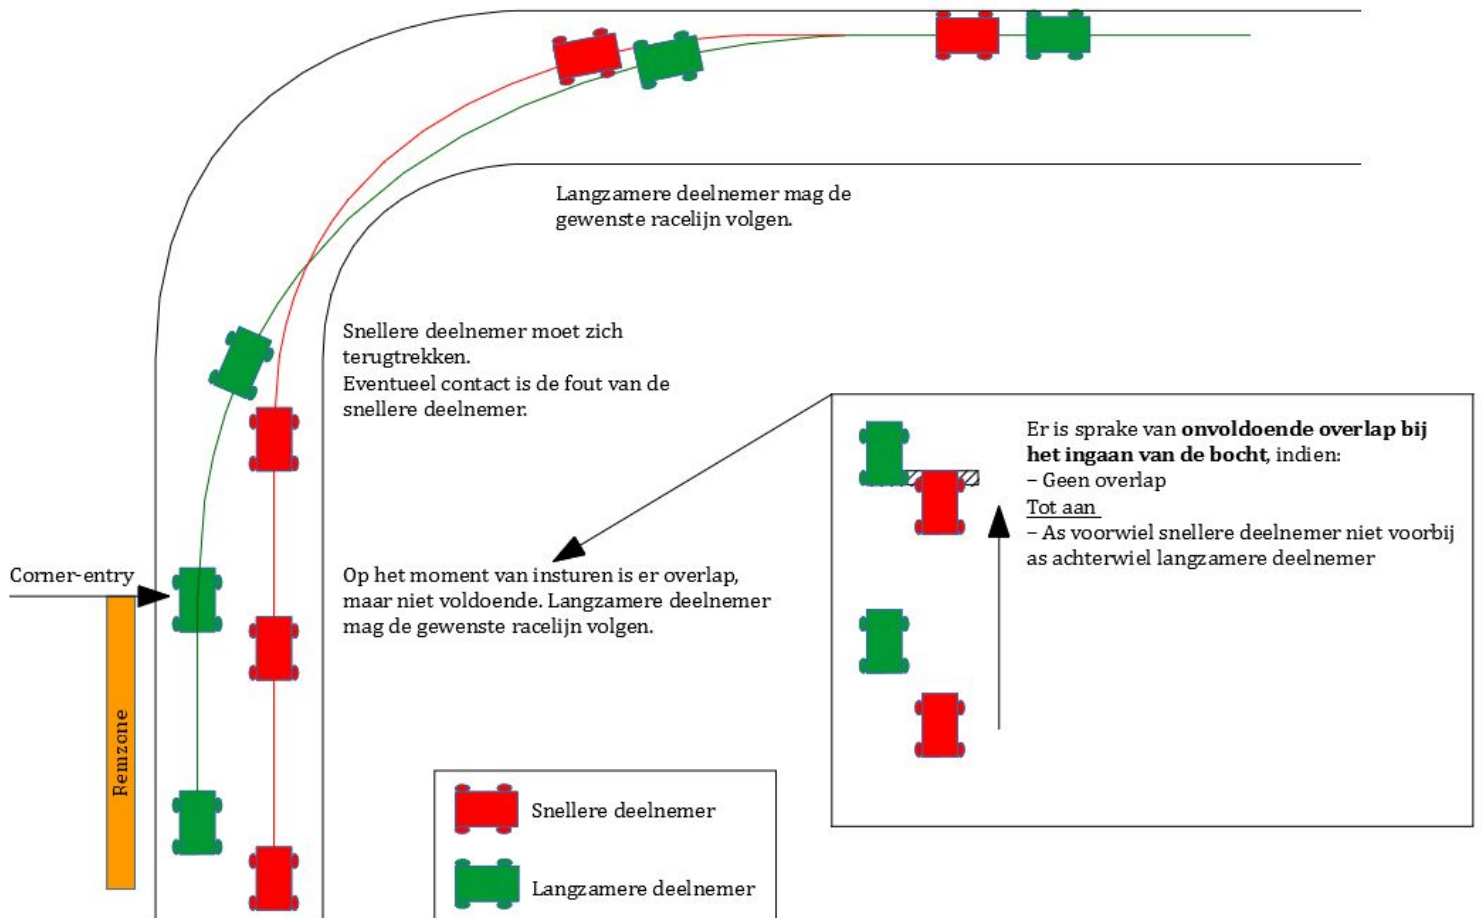 Langzamere deelnemer mag de
gewenste racelijn volgen.
Snellere deelnemer moet zich
terugtrekken.
Eventueel contact is de fout van de
snellere deelnemer.
Er is sprake van onvoldoende overlap bij
het ingaan van de bocht, indien:
– Geen overlap
Tot aan
– As voorwiel snellere deelnemer niet voorbij
as achterwiel langzamere deelnemer
Corner-entry
Op het moment van insturen is er overlap,
maar niet voldoende. Langzamere deelnemer
mag de gewenste racelijn volgen.
Remzone
Snellere deelnemer
Langzamere deelnemer